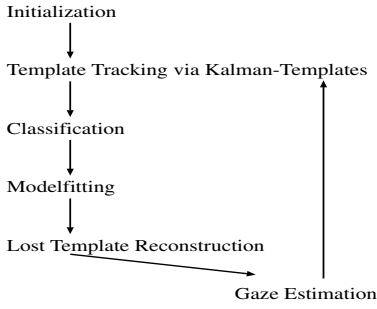 Initialization
Template Tracking via Kalman-Templates
Classification
Modelfitting
Lost Template Reconstruction
Gaze Estimation